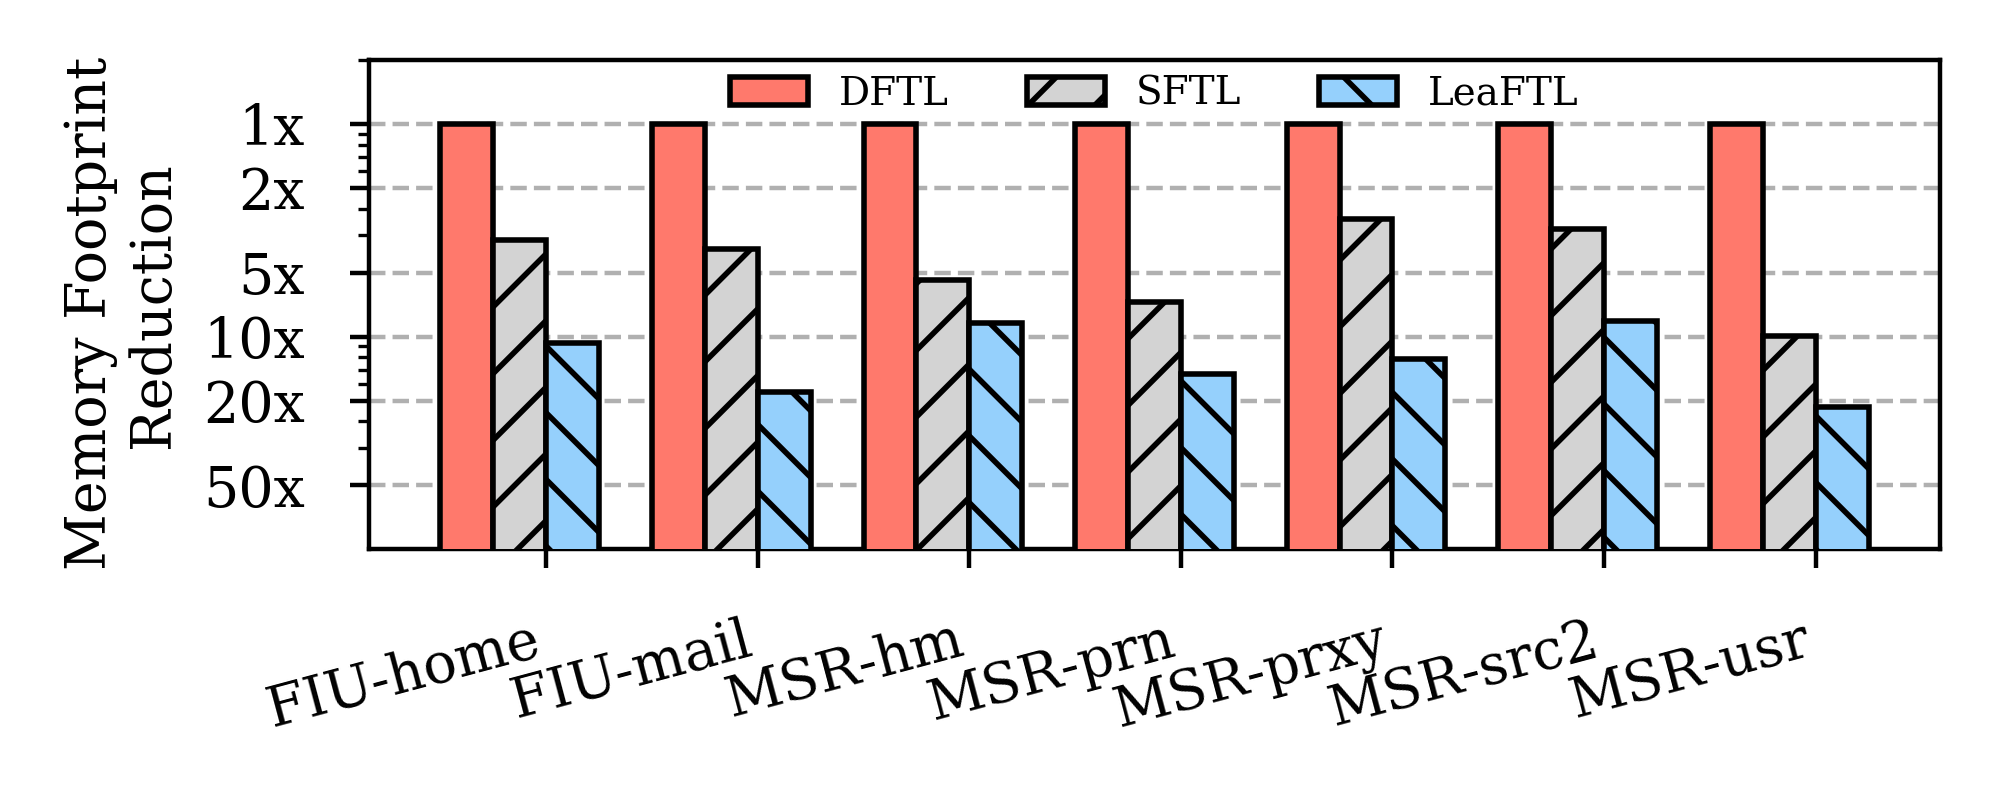 Memory Footprint
Reduction
DFTL
SFTL
LeaFTL
1x
2x
5x
10x
20x
50x
FIU-home
FIU-mail
MSR-hm
MSR-prn
MSR-prxy
MSR-src2
MSR-usr